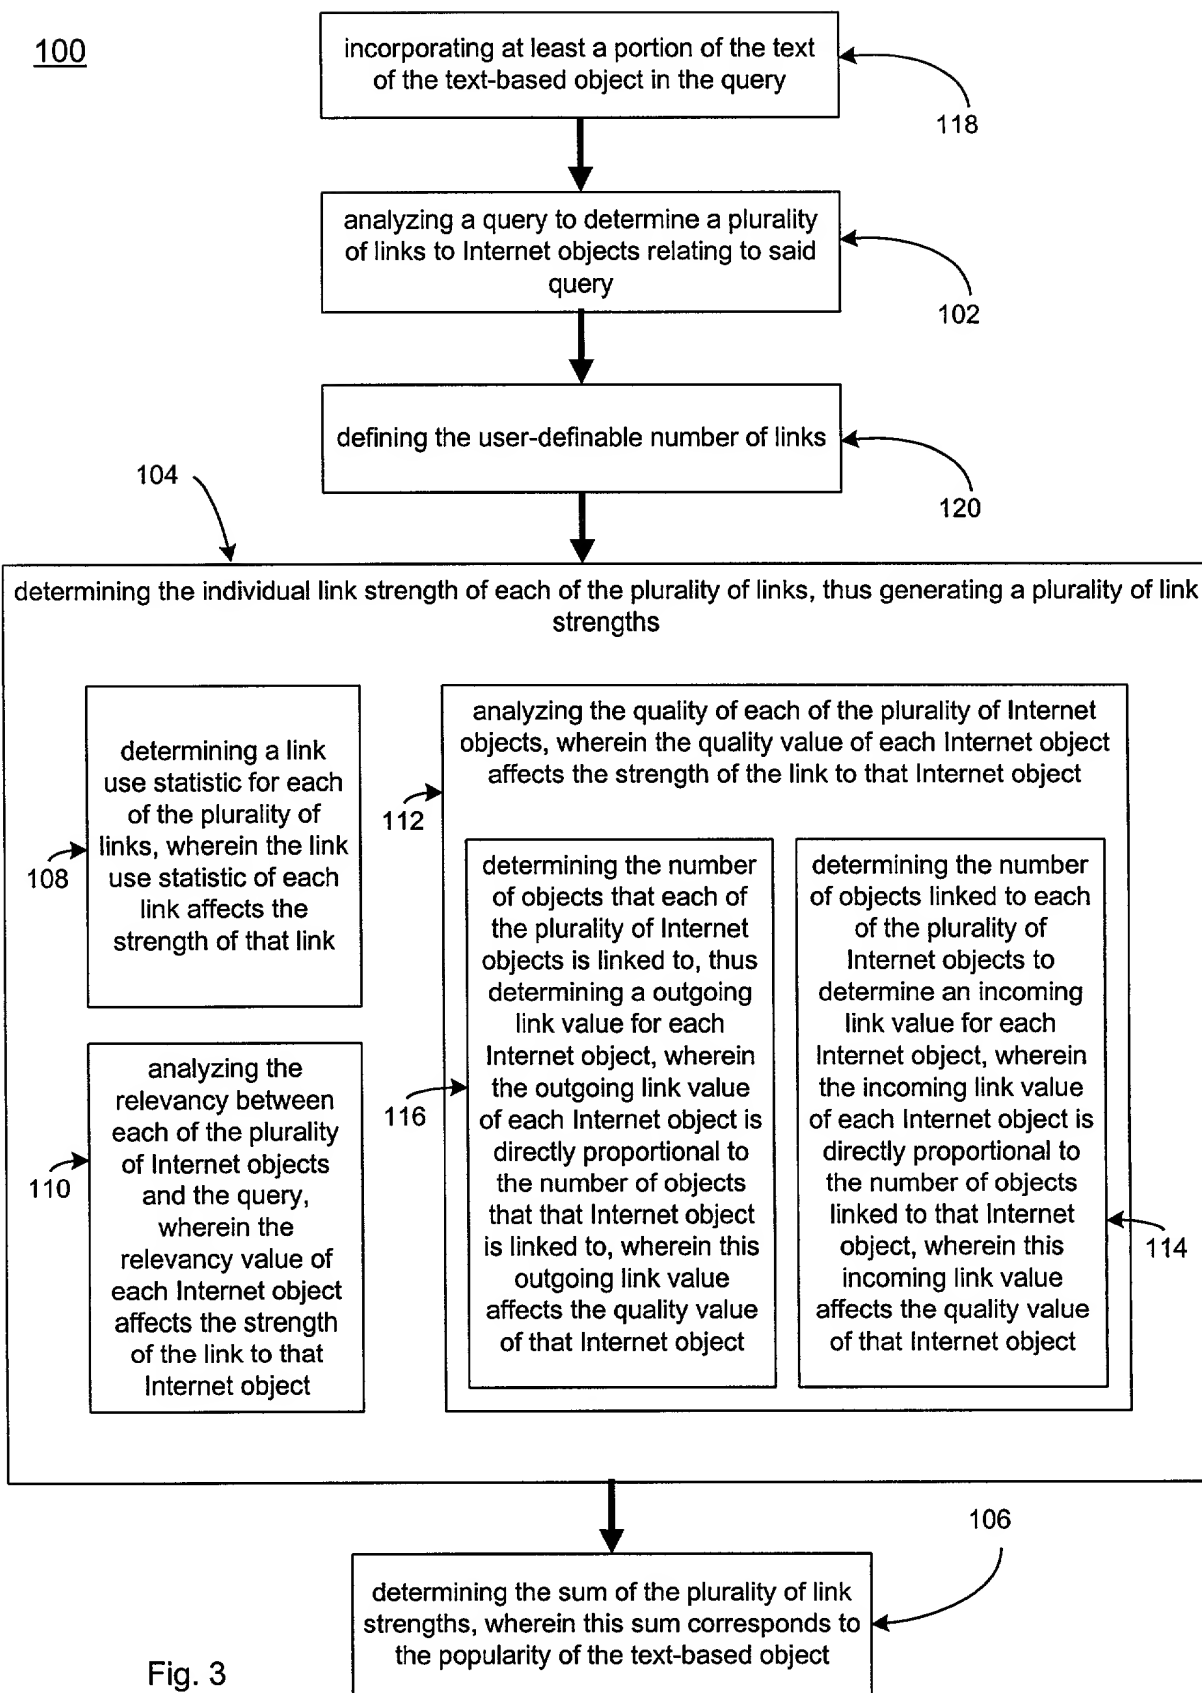 100
incorporating at least a portion of the text
of the text-based object in the query
118
analyzing a query to determine a plurality
of links to Internet objects relating to said
query
102
defining the user-definable number of links
120
104
determining the individual link strength of each of the plurality of links, thus generating a plurality of link
strengths
determining a link
use statistic for each
of the plurality of
links, wherein the link
use statistic of each
link affects the
strength of that link
108
analyzing the
relevancy between
each of the plurality
of Internet objects
and the query,
wherein the
relevancy value of
each Internet object
affects the strength
of the link to that
Internet object
110
analyzing the quality of each of the plurality of Internet
objects, wherein the quality value of each Internet object
affects the strength of the link to that Internet object
112
determining the number
of objects that each of
the plurality of Internet
objects is linked to, thus
determining a outgoing
link value for each
Internet object, wherein
the outgoing link value
of each Internet object is
directly proportional to
the number of objects
that that Internet object
is linked to, wherein this
outgoing link value
affects the quality value
of that Internet object
116
determining the number
of objects linked to each
of the plurality of
Internet objects to
determine an incoming
link value for each
Internet object, wherein
the incoming link value
of each Internet object is
directly proportional to
the number of objects
linked to that Internet
object, wherein this
incoming link value
affects the quality value
of that Internet object
114
106
determining the sum of the plurality of link
strengths, wherein this sum corresponds to
the popularity of the text-based object
Fig. 3